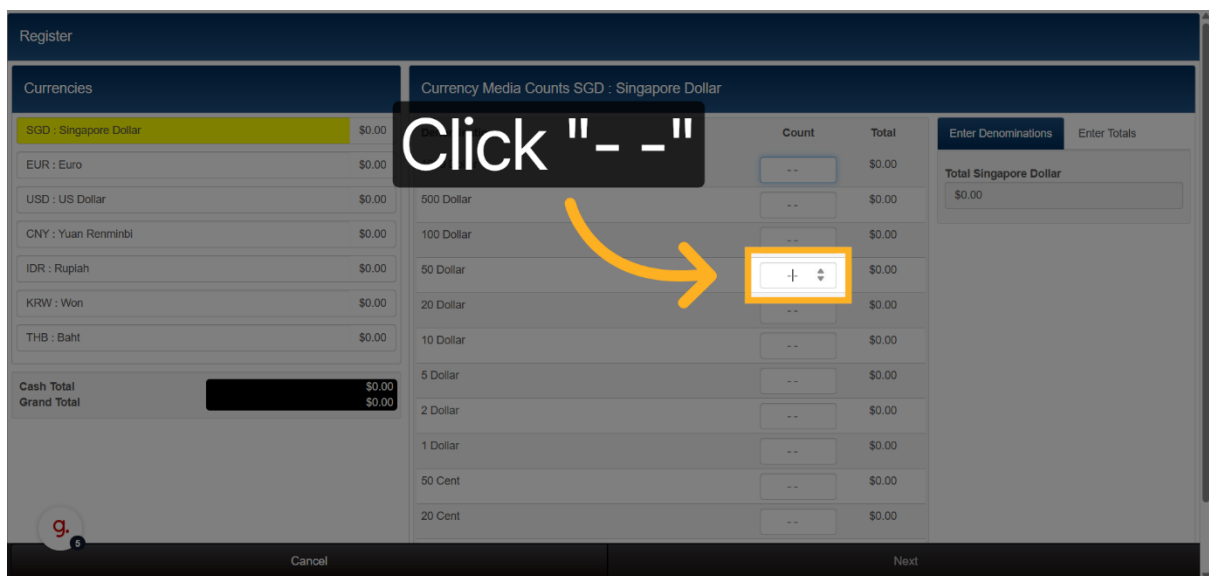 Register
Currencies
SGD : Singapore Dollar $0.00
EUR : Euro $0.00
USD : US Dollar $0.00
CNY : Yuan Renminbi $0.00
IDR : Rupiah $0.00
KRW : Won $0.00
THB : Baht $0.00
Cash Total $0.00
Grand Total $0.00
Currency Media Counts SGD : Singapore Dollar
Click "- -"
Count Total
- - $0.00
500 Dollar - - $0.00
100 Dollar - - $0.00
50 Dollar - - $0.00
20 Dollar - - $0.00
10 Dollar - - $0.00
5 Dollar - - $0.00
2 Dollar - - $0.00
1 Dollar - - $0.00
50 Cent - - $0.00
20 Cent - - $0.00
Enter Denominations Enter Totals
Total Singapore Dollar
$0.00
g.
5
Cancel Next